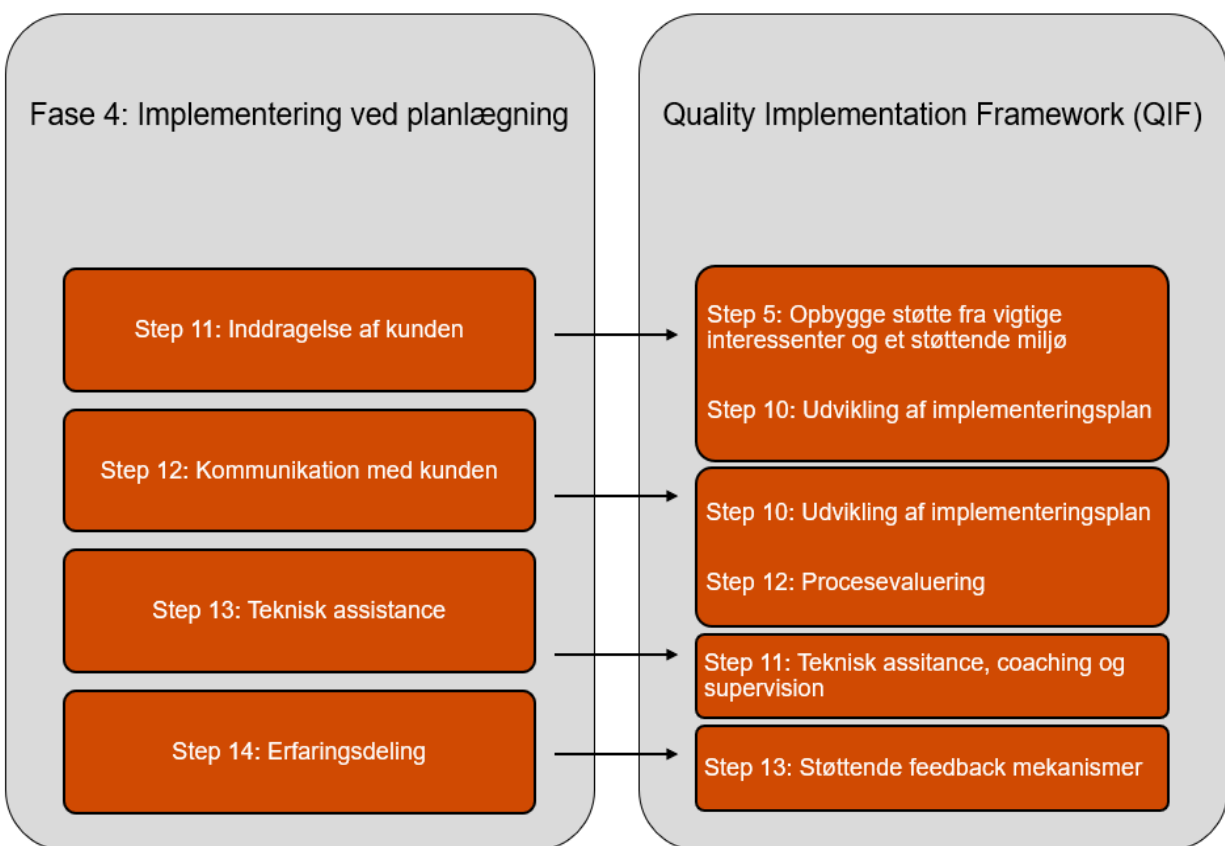 Fase 4: Implementering ved planlægning
Step 11: Inddragelse af kunden
Step 12: Kommunikation med kunden
Step 13: Teknisk assistance
Step 14: Erfaringsdeling
Quality Implementation Framework (QIF)
Step 5: Opbygge støtte fra vigtige
interessenter og et støttende miljø
Step 10: Udvikling af implementeringsplan
Step 10: Udvikling af implementeringsplan
Step 12: Procesevaluering
Step 11: Teknisk assitance, coaching og
supervision
Step 13: Støttende feedback mekanismer